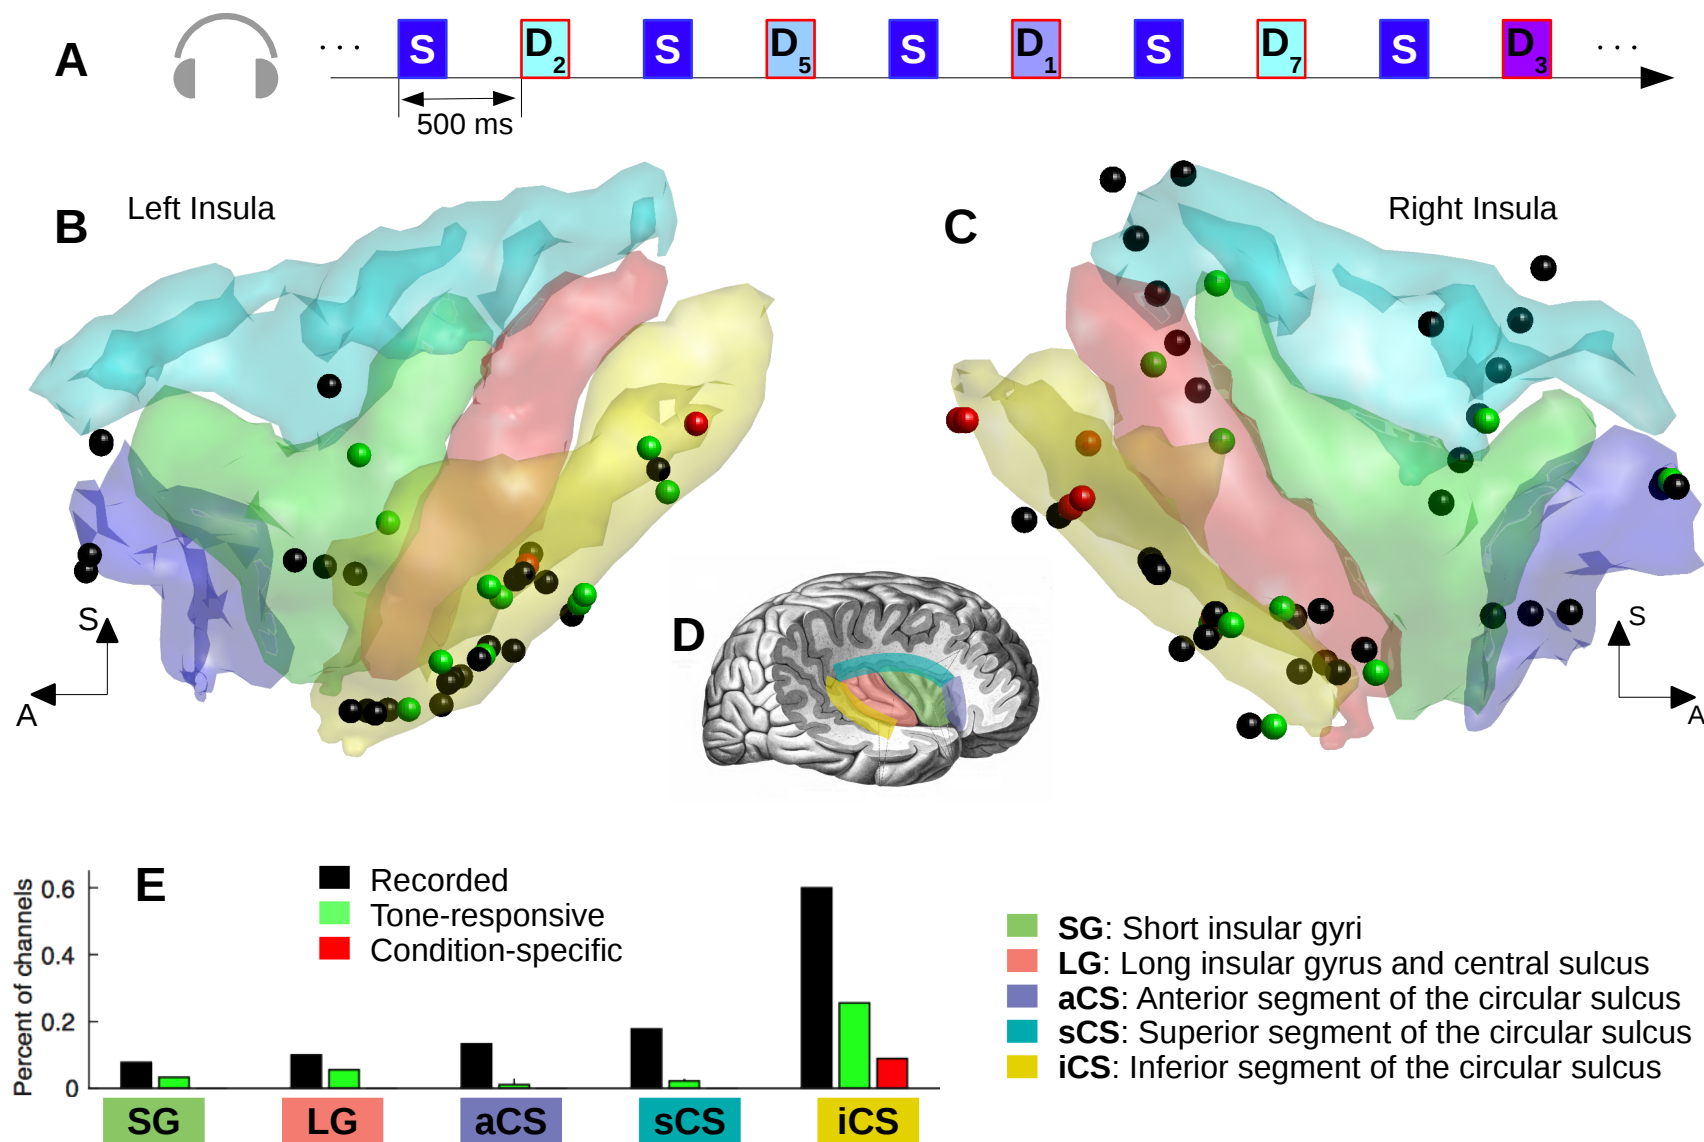 A
. . . S D2 S D5 S D1 S D7 S D3 . . .
500 ms
B Left Insula
C Right Insula
S
A
D
S
A
E
Recorded
Tone-responsive
Condition-specific
Percent of channels
0.6
0.4
0.2
0
SG LG aCS sCS iCS
SG: Short insular gyri
LG: Long insular gyrus and central sulcus
aCS: Anterior segment of the circular sulcus
sCS: Superior segment of the circular sulcus
iCS: Inferior segment of the circular sulcus